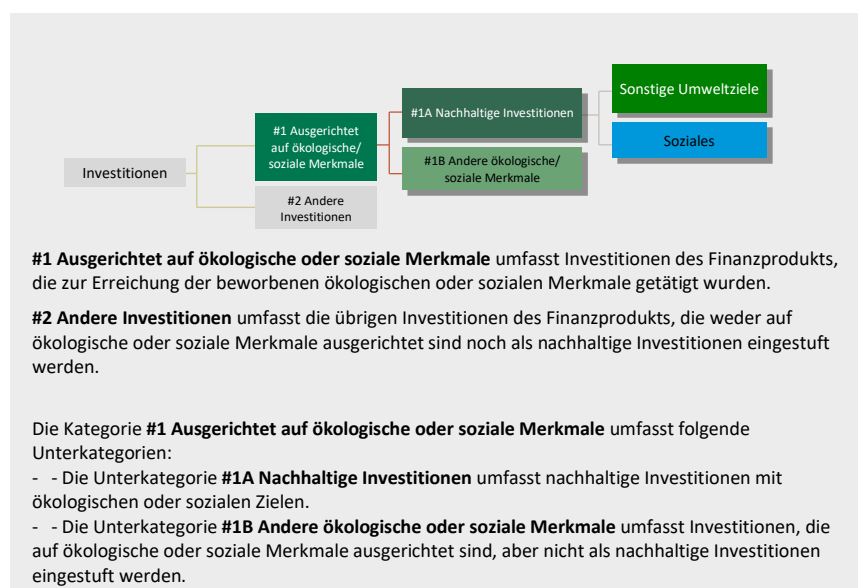 Investitionen
#1 Ausgerichtet
auf ökologische/
soziale Merkmale
#2 Andere
Investitionen
#1A Nachhaltige Investitionen
#1B Andere ökologische/
soziale Merkmale
Sonstige Umweltziele
Soziales
#1 Ausgerichtet auf ökologische oder soziale Merkmale umfasst Investitionen des Finanzprodukts,
die zur Erreichung der beworbenen ökologischen oder sozialen Merkmale getätigt wurden.
#2 Andere Investitionen umfasst die übrigen Investitionen des Finanzprodukts, die weder auf
ökologische oder soziale Merkmale ausgerichtet sind noch als nachhaltige Investitionen eingestuft
werden.
Die Kategorie #1 Ausgerichtet auf ökologische oder soziale Merkmale umfasst folgende
Unterkategorien:
- - Die Unterkategorie #1A Nachhaltige Investitionen umfasst nachhaltige Investitionen mit
ökologischen oder sozialen Zielen.
- - Die Unterkategorie #1B Andere ökologische oder soziale Merkmale umfasst Investitionen, die
auf ökologische oder soziale Merkmale ausgerichtet sind, aber nicht als nachhaltige Investitionen
eingestuft werden.